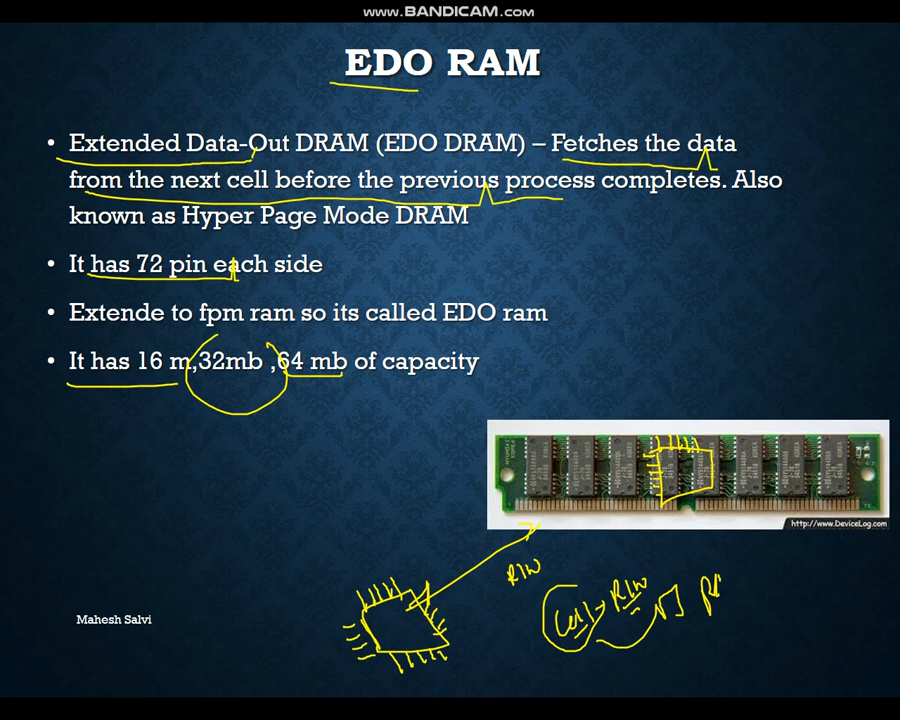 www.BANDICAM.com
EDO RAM
• Extended Data-Out DRAM (EDO DRAM) – Fetches the data
from the next cell before the previous process completes. Also
known as Hyper Page Mode DRAM
• It has 72 pin each side
• Extende to fpm ram so its called EDO ram
• It has 16 m,32mb ,64 mb of capacity
http://www.DeviceLog.com
R/W
Cell R/W
Mahesh Salvi